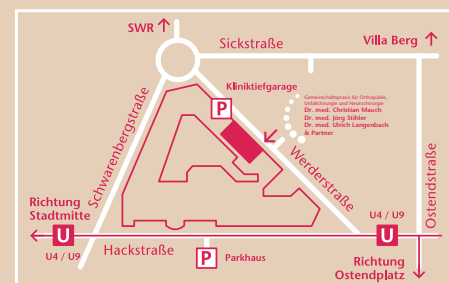 SWR ↑
Sickstraße
Villa Berg ↑
Kliniktiefgarage
P
Gemeinschaftspraxis für Orthopädie,
Unfallchirurgie und Neurochirurgie
Dr. med. Christian Mauch
Dr. med. Jörg Stihler
Dr. med. Ulrich Langenbach
& Partner
Schwarenbergstraße
Werderstraße
Ostendstraße
Richtung
Stadtmitte
U
U4 / U9
Hackstraße
P Parkhaus
U4 / U9
U
Richtung
Ostendplatz